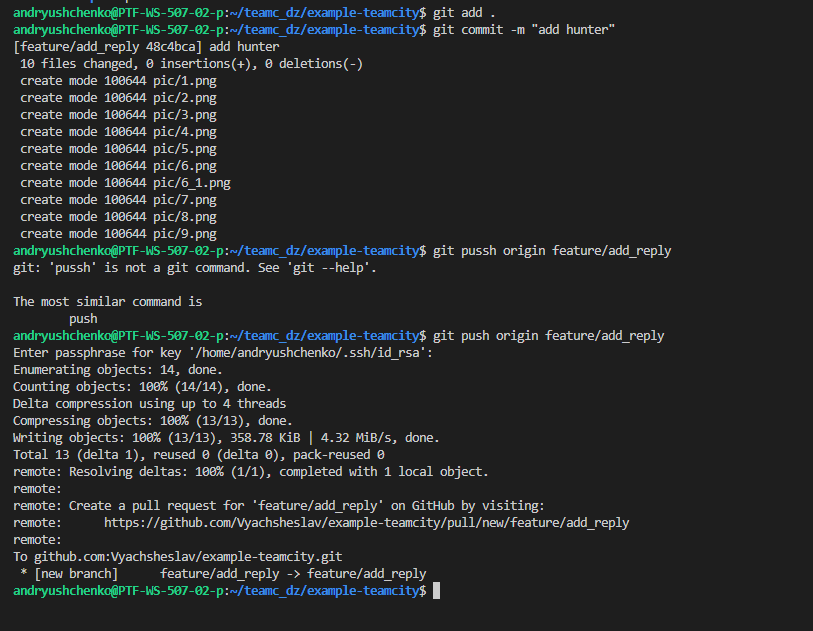 andryushchenko@PTF-WS-507-02-p:~/teamc_dz/example-teamcity$ git add .
andryushchenko@PTF-WS-507-02-p:~/teamc_dz/example-teamcity$ git commit -m "add hunter"
[feature/add_reply 48c4bca] add hunter
 10 files changed, 0 insertions(+), 0 deletions(-)
 create mode 100644 pic/1.png
 create mode 100644 pic/2.png
 create mode 100644 pic/3.png
 create mode 100644 pic/4.png
 create mode 100644 pic/5.png
 create mode 100644 pic/6.png
 create mode 100644 pic/6_1.png
 create mode 100644 pic/7.png
 create mode 100644 pic/8.png
 create mode 100644 pic/9.png
andryushchenko@PTF-WS-507-02-p:~/teamc_dz/example-teamcity$ git pussh origin feature/add_reply
git: 'pussh' is not a git command. See 'git --help'.

The most similar command is
        push
andryushchenko@PTF-WS-507-02-p:~/teamc_dz/example-teamcity$ git push origin feature/add_reply
Enter passphrase for key '/home/andryushchenko/.ssh/id_rsa':
Enumerating objects: 14, done.
Counting objects: 100% (14/14), done.
Delta compression using up to 4 threads
Compressing objects: 100% (13/13), done.
Writing objects: 100% (13/13), 358.78 KiB | 4.32 MiB/s, done.
Total 13 (delta 1), reused 0 (delta 0), pack-reused 0
remote: Resolving deltas: 100% (1/1), completed with 1 local object.
remote:
remote: Create a pull request for 'feature/add_reply' on GitHub by visiting:
remote:      https://github.com/Vyachsheslav/example-teamcity/pull/new/feature/add_reply
remote:
To github.com:Vyachsheslav/example-teamcity.git
 * [new branch]      feature/add_reply -> feature/add_reply
andryushchenko@PTF-WS-507-02-p:~/teamc_dz/example-teamcity$